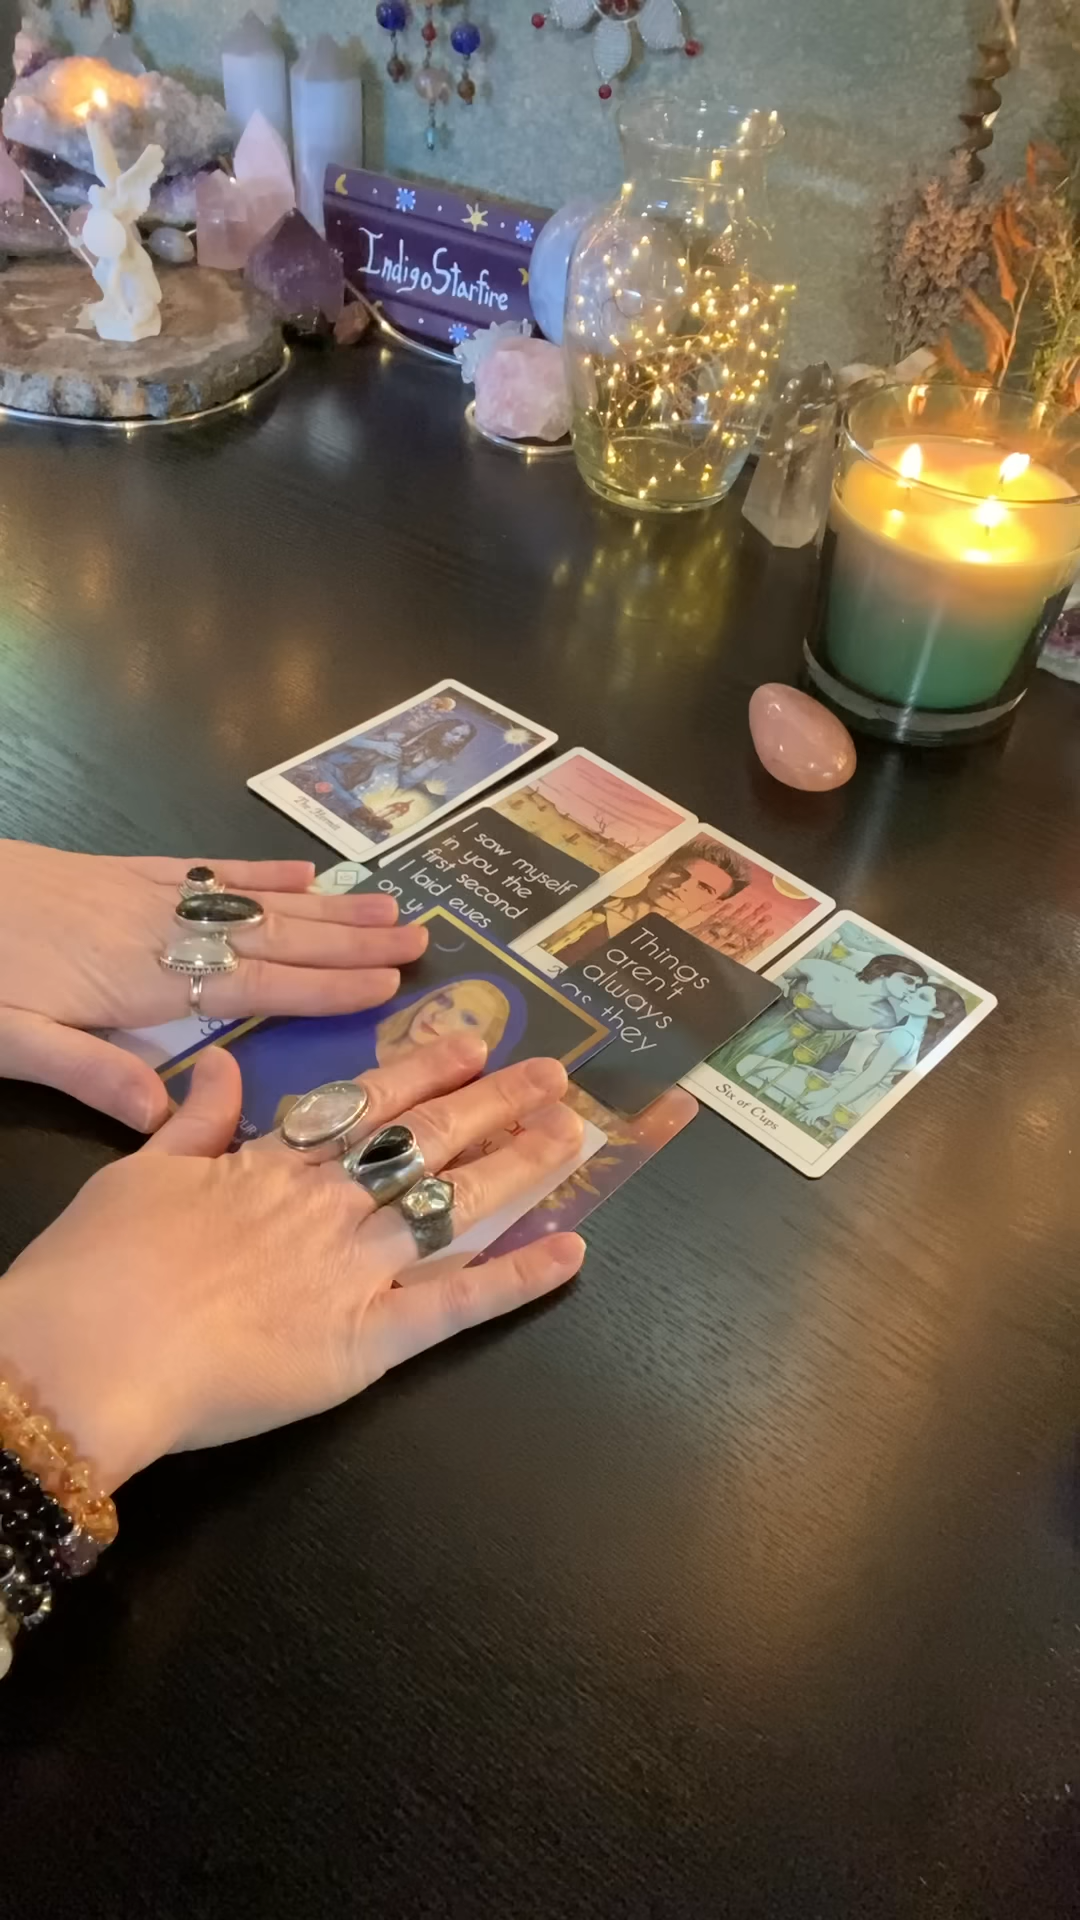 IndigoStarfire
I saw myself
in you the
first second
I laid eyes
on
Things
aren't
always
as they
Six of Cups